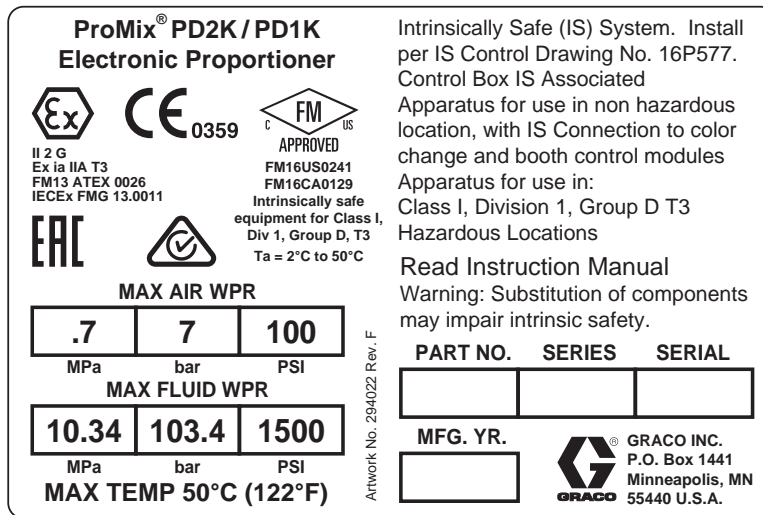 ProMix® PD2K / PD1K
Electronic Proportioner
Ex
CE 0359
FM
C US
APPROVED
II 2 G
Ex ia IIA T3
FM13 ATEX 0026
IECEx FMG 13.0011
FM16US0241
FM16CA0129
Intrinsically safe
equipment for Class I,
Div 1, Group D, T3
Ta = 2°C to 50°C
EAC
MAX AIR WPR
.7 7 100
MPa bar PSI
MAX FLUID WPR
10.34 103.4 1500
MPa bar PSI
MAX TEMP 50°C (122°F)
Artwork No. 294022 Rev. F
Intrinsically Safe (IS) System. Install
per IS Control Drawing No. 16P577.
Control Box IS Associated
Apparatus for use in non hazardous
location, with IS Connection to color
change and booth control modules
Apparatus for use in:
Class I, Division 1, Group D T3
Hazardous Locations
Read Instruction Manual
Warning: Substitution of components
may impair intrinsic safety.
PART NO. SERIES SERIAL
MFG. YR.
G®
GRACO
GRACO INC.
P.O. Box 1441
Minneapolis, MN
55440 U.S.A.